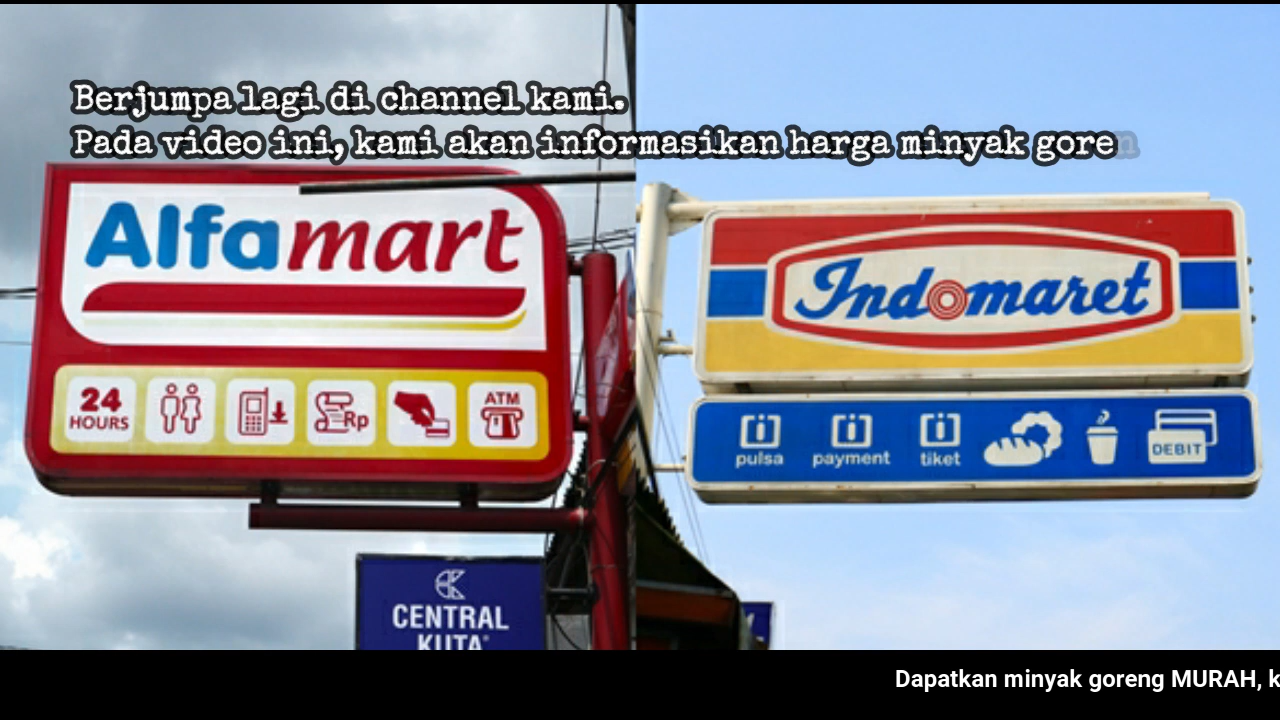 Berjumpa lagi di channel kami.
Pada video ini, kami akan informasikan harga minyak goren
Alfamart
24
HOURS
Rp
ATM
CENTRAL
KUTA
Indomaret
pulsa
payment
tiket
DEBIT
Dapatkan minyak goreng MURAH, k